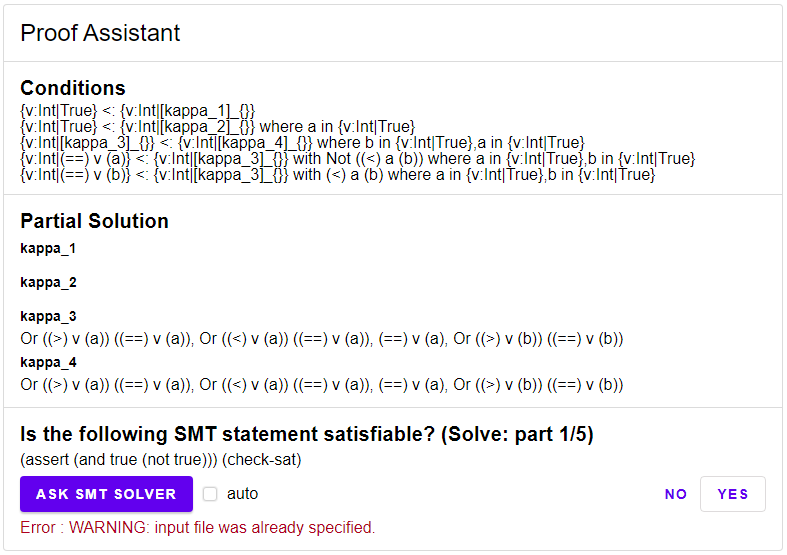 Proof Assistant
Conditions
{v:Int|True} <: {v:Int|[kappa_1]_{}}
{v:Int|True} <: {v:Int|[kappa_2]_{}} where a in {v:Int|True}
{v:Int|[kappa_3]_{}} <: {v:Int|[kappa_4]_{}} where b in {v:Int|True},a in {v:Int|True}
{v:Int|(==) v (a)} <: {v:Int|[kappa_3]_{}} with Not ((<) a (b)) where a in {v:Int|True},b in {v:Int|True}
{v:Int|(==) v (b)} <: {v:Int|[kappa_3]_{}} with (<) a (b) where a in {v:Int|True},b in {v:Int|True}
Partial Solution
kappa_1
kappa_2
kappa_3
Or ((>) v (a)) ((==) v (a)), Or ((<) v (a)) ((==) v (a)), (==) v (a), Or ((>) v (b)) ((==) v (b))
kappa_4
Or ((>) v (a)) ((==) v (a)), Or ((<) v (a)) ((==) v (a)), (==) v (a), Or ((>) v (b)) ((==) v (b))
Is the following SMT statement satisfiable? (Solve: part 1/5)
(assert (and true (not true))) (check-sat)
ASK SMT SOLVER auto NO YES
Error : WARNING: input file was already specified.